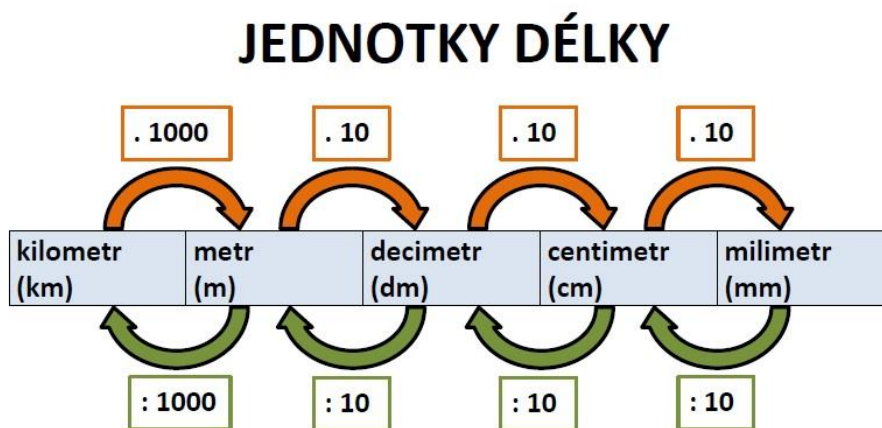 JEDNOTKY DÉLKY
. 1000
. 10
. 10
. 10
kilometr
(km)
metr
(m)
decimetr
(dm)
centimetr
(cm)
milimetr
(mm)
: 1000
: 10
: 10
: 10